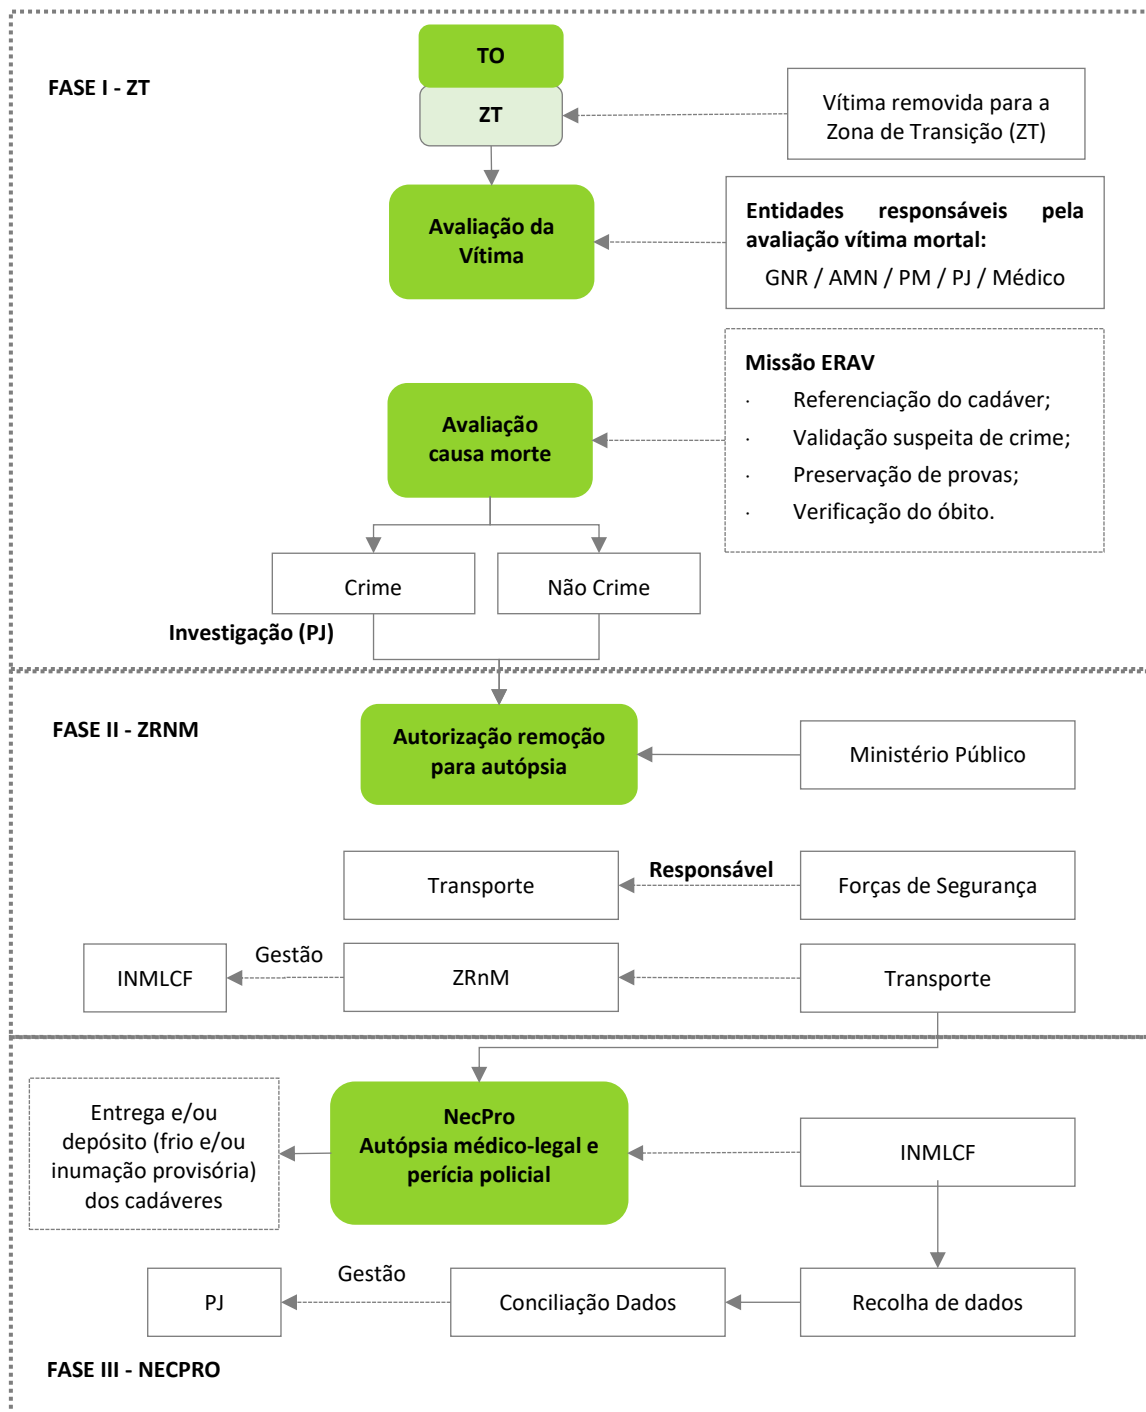 TO
FASE I - ZT
ZT
Vítima removida para a
Zona de Transição (ZT)
Avaliação da
Vítima
Entidades responsáveis pela
avaliação vítima mortal:
GNR / AMN / PM / PJ / Médico
Avaliação
causa morte
Missão ERAV
· Referenciação do cadáver;
· Validação suspeita de crime;
· Preservação de provas;
· Verificação do óbito.
Crime
Não Crime
Investigação (PJ)
FASE II - ZRNM
Autorização remoção
para autópsia
Ministério Público
Transporte
Responsável
Forças de Segurança
INMLCF
Gestão
ZRnM
Transporte
Entrega e/ou
depósito (frio e/ou
inumação provisória)
dos cadáveres
NecPro
Autópsia médico-legal e
perícia policial
INMLCF
PJ
Gestão
Conciliação Dados
Recolha de dados
FASE III - NECPRO